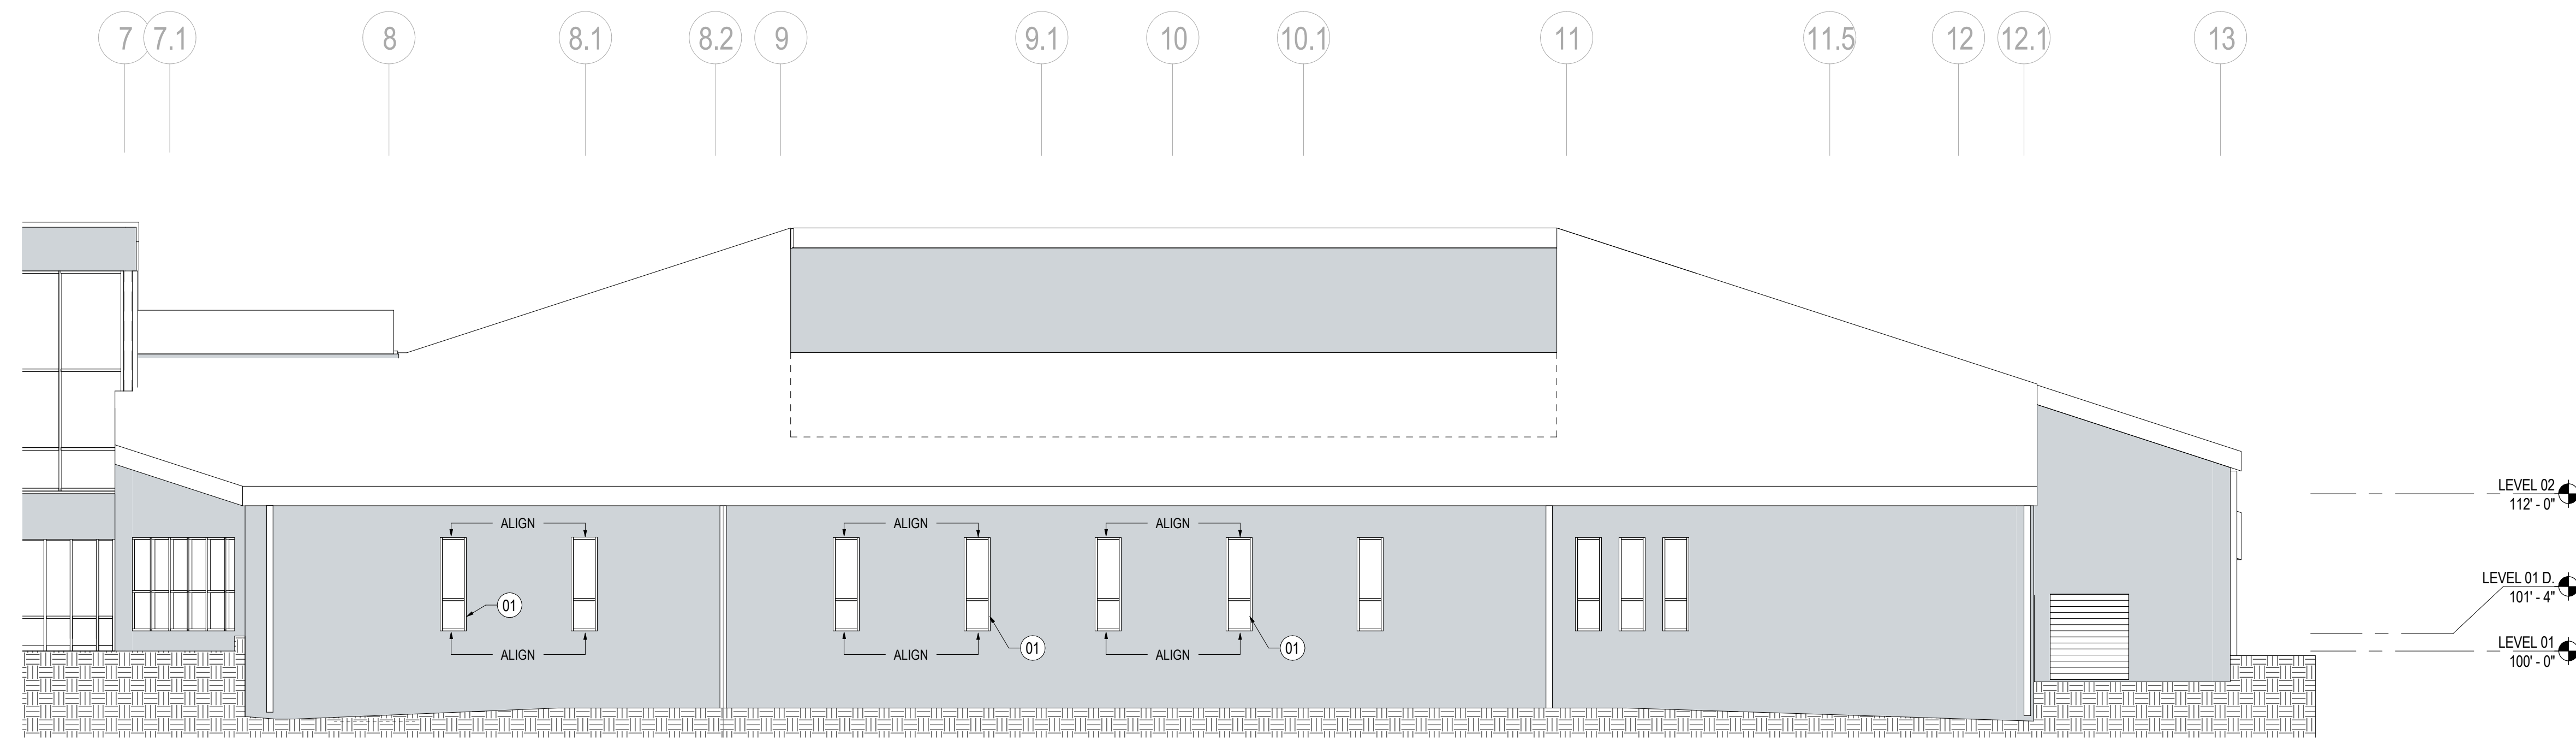 7 7.1 8 8.1 8.2 9 9.1 10 10.1 11 11.5 12 12.1 13
LEVEL 02
112' - 0"
ALIGN ALIGN ALIGN
LEVEL 01 D.
101' - 4"
01
01 01
ALIGN ALIGN ALIGN
LEVEL 01
100' - 0"